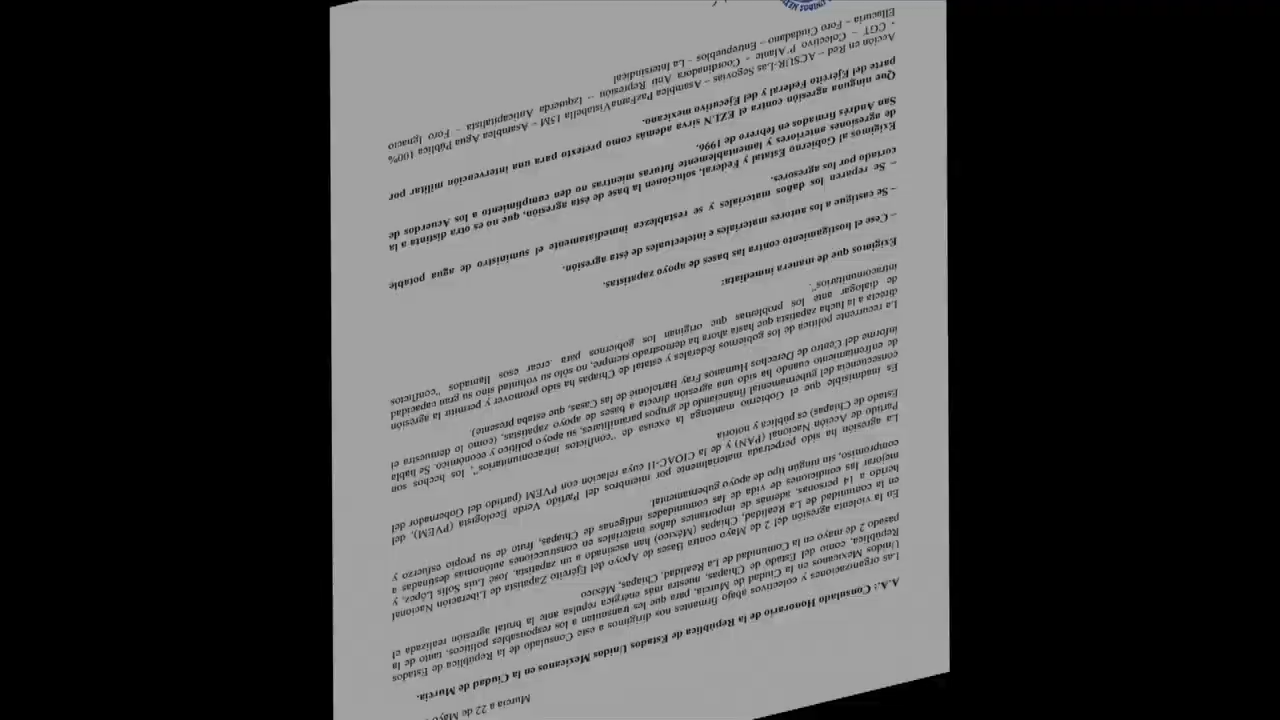 Murcia a 22 de Mayo d
A.A.: Consulado Honorario de la República de Estados Unidos Mexicanos en la Ciudad de Murcia.
Las organizaciones y colectivos abajo firmantes nos dirigimos a este Consulado de la República de Estados
Unidos Mexicanos en la Ciudad de Murcia, para que les transmitan a los responsables políticos, tanto de la
República, como del Estado de Chiapas, nuestra más enérgica repulsa ante la brutal agresión realizada el
pasado 2 de mayo en la Comunidad de La Realidad, Chiapas, México
En la violenta agresión del 2 de Mayo contra Bases de Apoyo del Ejército Zapatista de Liberación Nacional
en la comunidad de La Realidad, Chiapas (México) han asesinado a un zapatista, José Luis Solís López, y
herido a 14 personas, además de importantes daños materiales en construcciones autónomas destinadas a
mejorar las condiciones de vida de las comunidades indígenas de Chiapas, fruto de su propio esfuerzo y
compromiso, sin ningún tipo de apoyo gubernamental.
La agresión ha sido perpetrada materialmente por miembros del Partido Verde Ecologista (PVEM), del
Partido de Acción Nacional (PAN) y de la CIOAC-H cuya relación con PVEM (partido del Gobernador del
Estado de Chiapas) es pública y notoria
Es inadmisible que el Gobierno mantenga la excusa de "conflictos intracomunitarios", los hechos son
consecuencia del gubernamental financiando de grupos paramilitares, su apoyo político y económico. Se habla
de enfrentamiento cuando ha sido una agresión directa a bases de apoyo zapatistas, (como lo demuestra el
informe del Centro de Derechos Humanos Fray Bartolomé de las Casas, que estaba presente)
La recurrente política de los gobiernos federales y estatal de Chiapas ha sido promover y permitir la agresión
directa a la lucha zapatista que hasta ahora ha demostrado siempre, no sólo su voluntad sino su gran capacidad
de dialogar ante los problemas que originan los gobiernos para crear esos llamados "conflictos
intracomunitarios".
Exigimos que de manera inmediata:
– Cese el hostigamiento contra las bases de apoyo zapatistas.
– Se castigue a los autores materiales e intelectuales de ésta agresión.
– Se reparen los daños materiales y se restablezca inmediatamente el suministro de agua potable
cortado por los agresores.
Exigimos al Gobierno Estatal y Federal, solucionen la base de ésta agresión, que no es otra distinta a la
de agresiones anteriores y lamentablemente futuras mientras no den cumplimiento a los Acuerdos de
San Andrés firmados en febrero de 1996.
Que ninguna agresión contra el EZLN sirva además como pretexto para una intervención militar por
parte del Ejército Federal y del Ejecutivo mexicano.
Acción en Red – ACSUR-Las Segovias – Asamblea PazFamaVistabella 15M – Asamblea Agua Pública 100%
- CGT – Colectivo P'Alante - Coordinadora Anti Represión – Izquierda Anticapitalista – Foro Ignacio
Ellacuría – Foro Ciudadano – Entrepueblos - La Intersindical